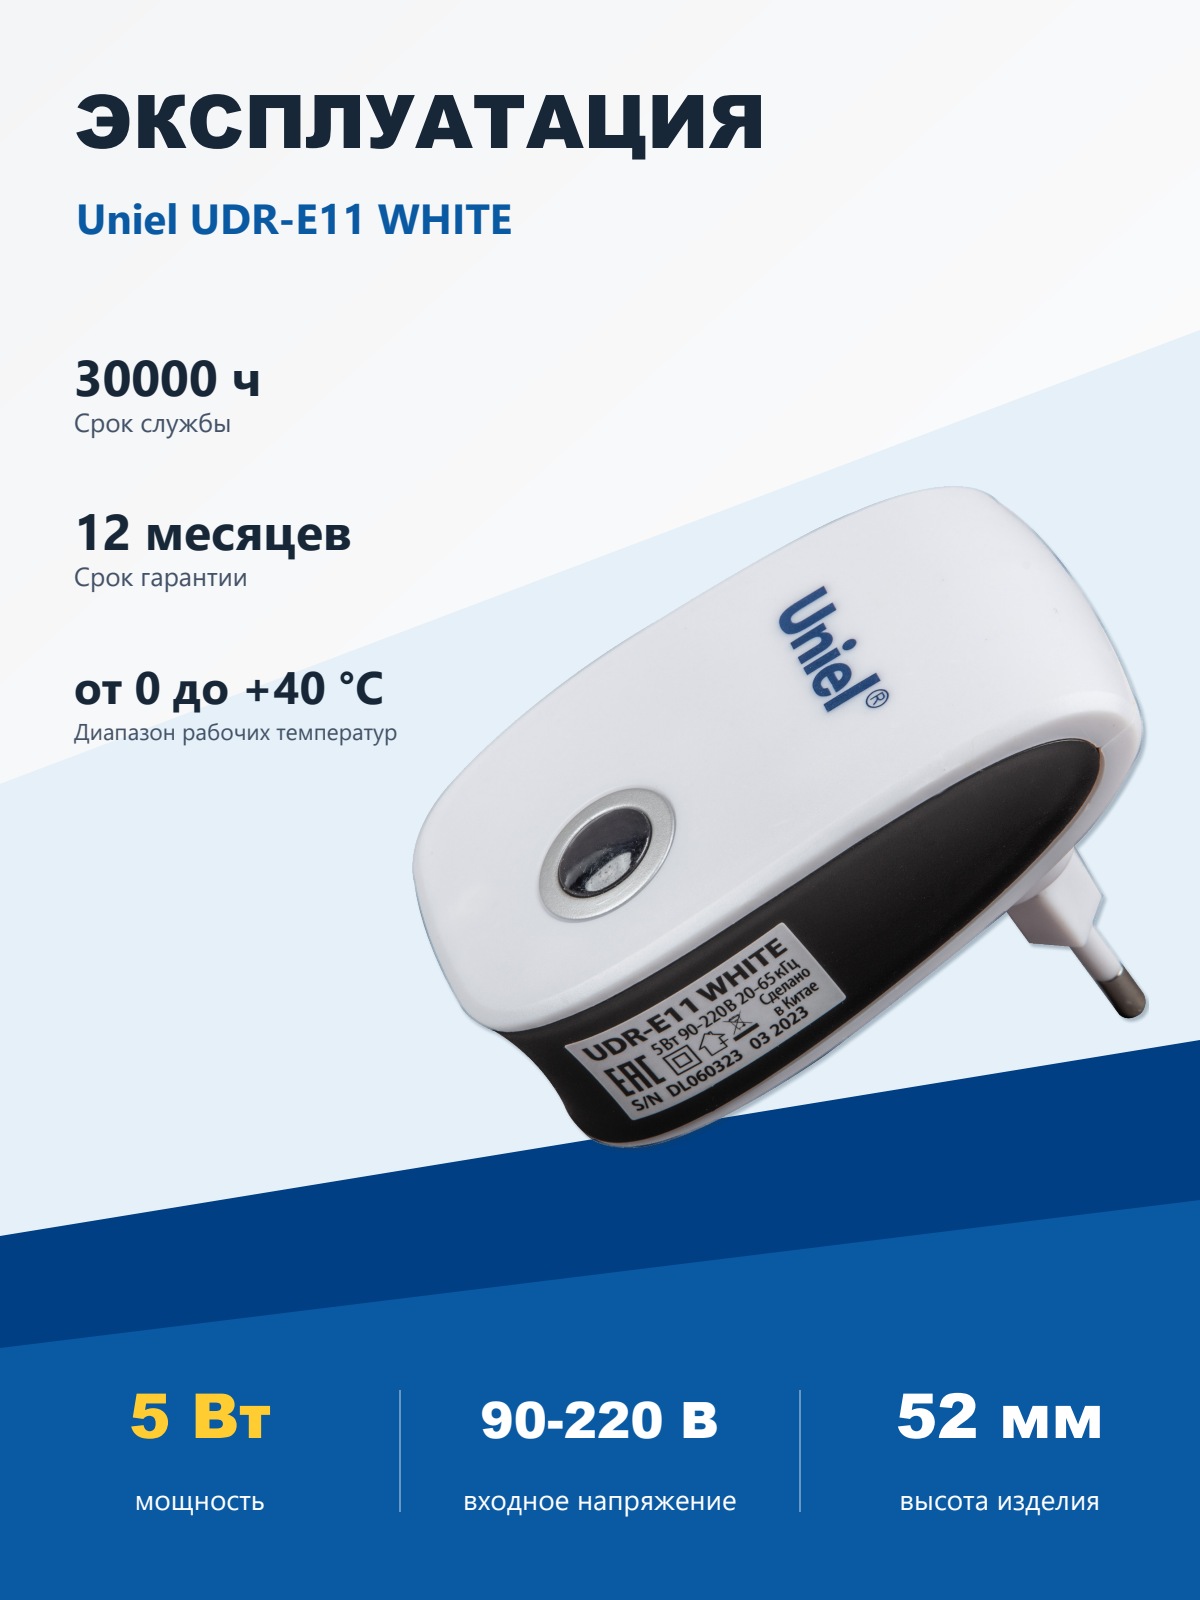 ЭКСПЛУАТАЦИЯ
Uniel UDR-E11 WHITE
30000 ч
Срок службы
12 месяцев
Срок гарантии
от 0 до +40 °C
Диапазон рабочих температур
Uniel®
UDR-E11 WHITE
5Вт 90-220В 20-65кГц
Сделано
в Китае
EAC
S/N DL060323 03 2023
5 Вт
мощность
90-220 В
входное напряжение
52 мм
высота изделия